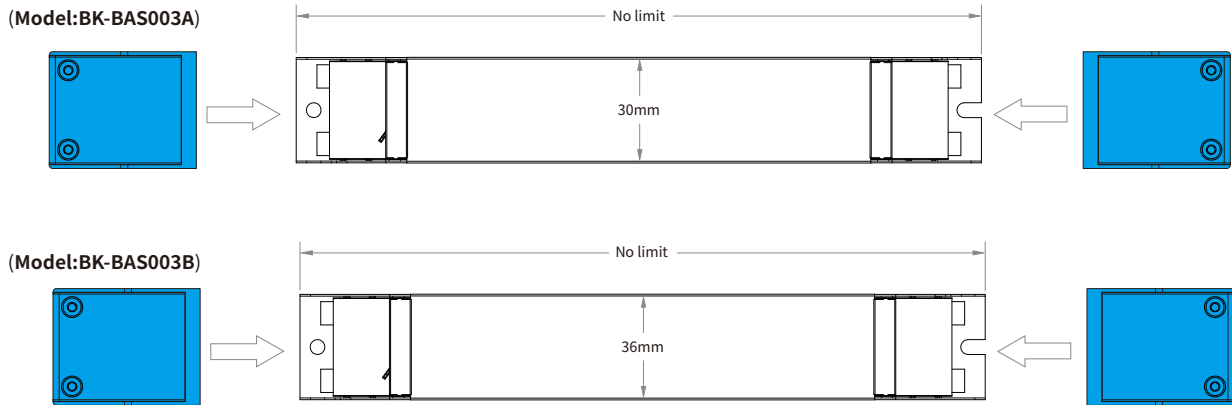 (Model:BK-BAS003A)
No limit
30mm
(Model:BK-BAS003B)
No limit
36mm